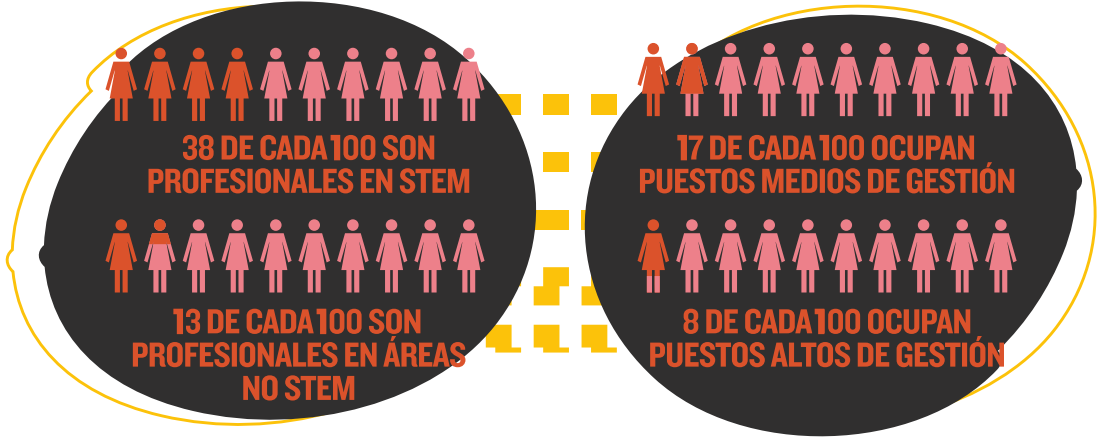 38 DE CADA 100 SON
PROFESIONALES EN STEM
13 DE CADA 100 SON
PROFESIONALES EN ÁREAS
NO STEM
17 DE CADA 100 OCUPAN
PUESTOS MEDIOS DE GESTIÓN
8 DE CADA 100 OCUPAN
PUESTOS ALTOS DE GESTIÓN